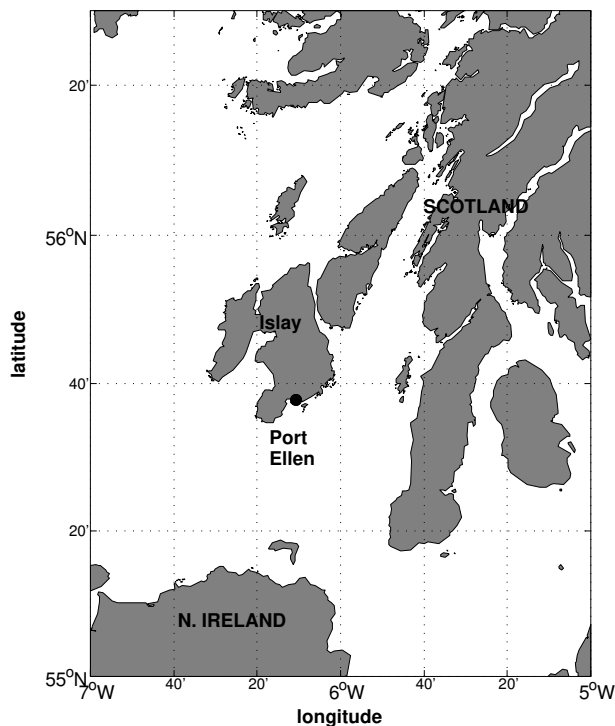 20'
SCOTLAND
56°N
Islay
latitude
40'
Port
Ellen
20'
N. IRELAND
55°N
7°W 40' 20' 6°W 40' 20' 5°W
longitude